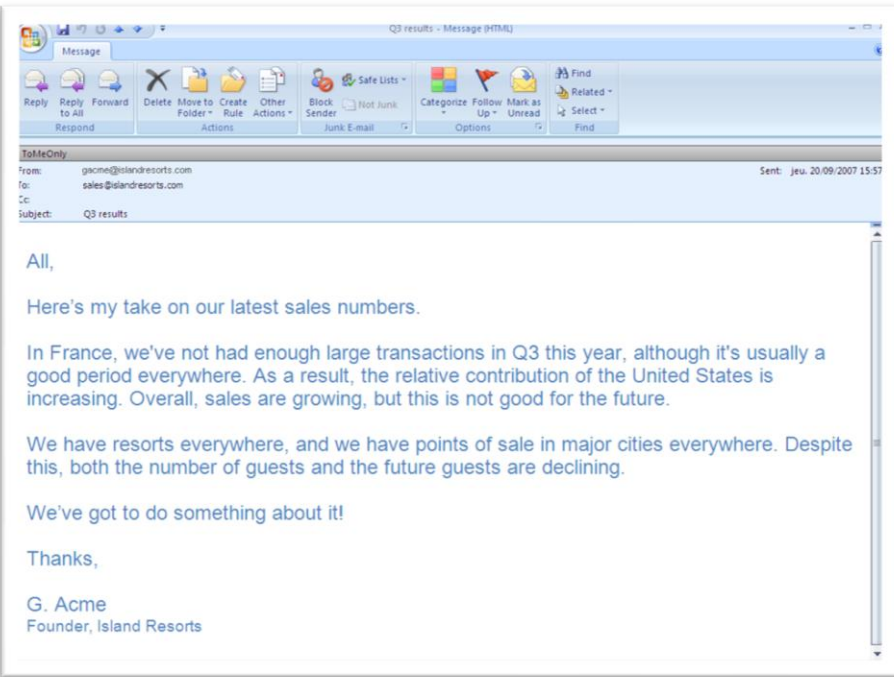 Q3 results - Message (HTML)
Message
Reply Reply to All Forward Delete Move to Folder Create Rule Other Actions Block Sender Safe Lists Not Junk Categorize Follow Up Mark as Unread Find Related Select
Respond Actions Junk E-mail Options Find
ToMeOnly
From: gacme@islandresorts.com Sent: jeu. 20/09/2007 15:57
To: sales@islandresorts.com
Cc:
Subject: Q3 results
All,
Here's my take on our latest sales numbers.
In France, we've not had enough large transactions in Q3 this year, although it's usually a
good period everywhere. As a result, the relative contribution of the United States is
increasing. Overall, sales are growing, but this is not good for the future.
We have resorts everywhere, and we have points of sale in major cities everywhere. Despite
this, both the number of guests and the future guests are declining.
We've got to do something about it!
Thanks,
G. Acme
Founder, Island Resorts